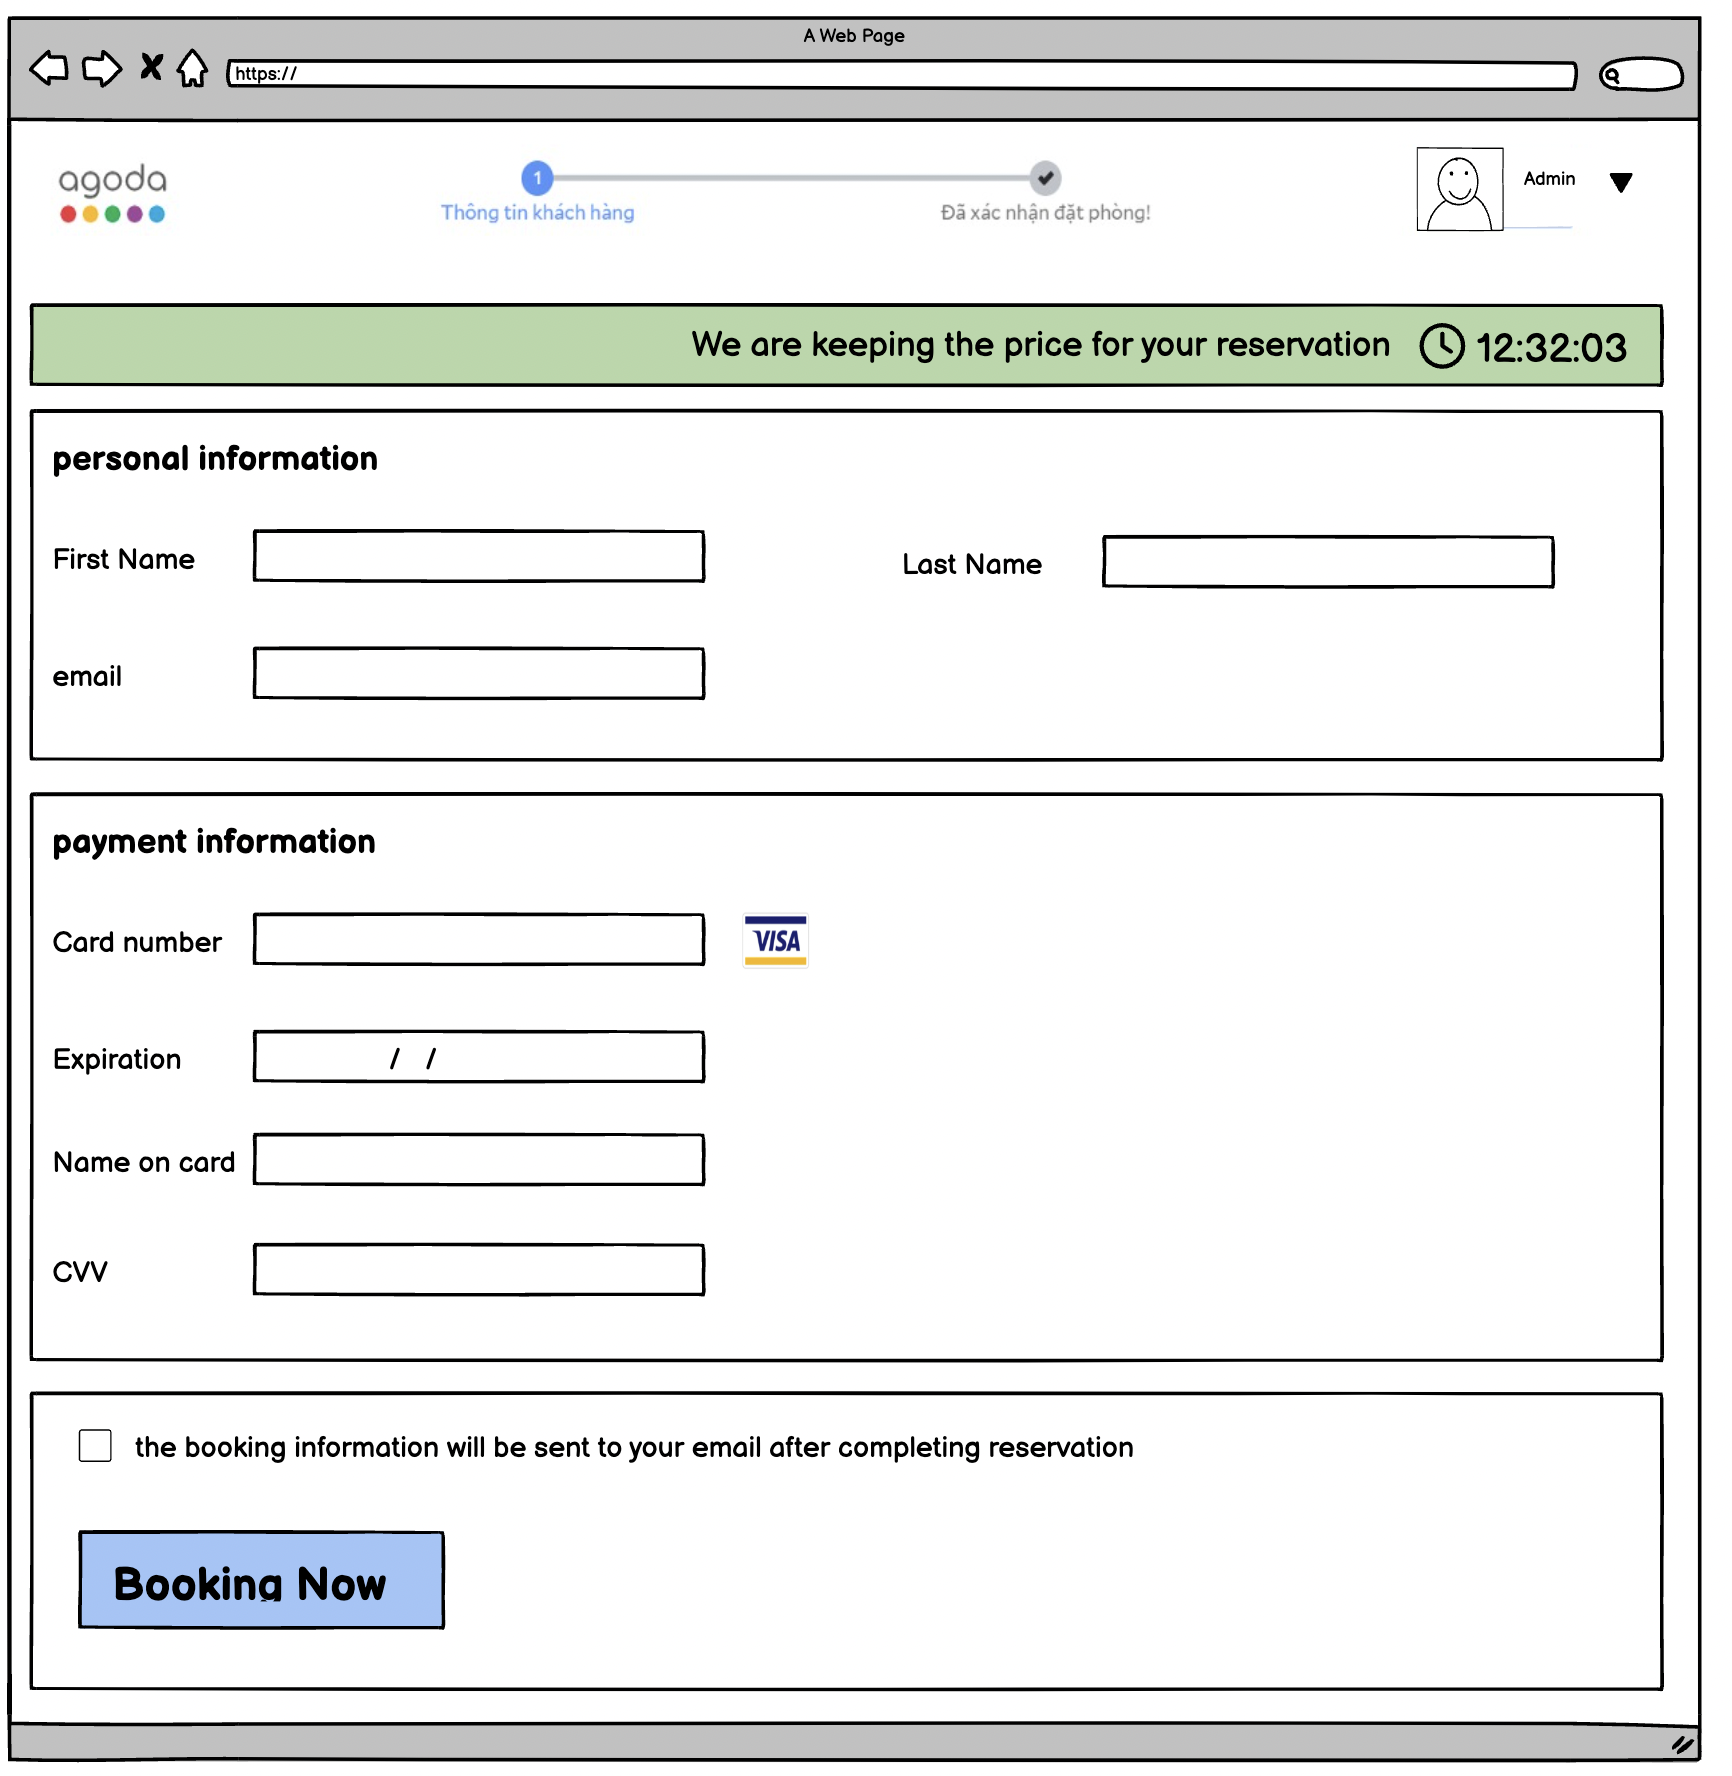 A Web Page
https://
agoda
1
Thông tin khách hàng
Đã xác nhận đặt phòng!
Admin
We are keeping the price for your reservation 12:32:03
personal information
First Name
Last Name
email
payment information
Card number
VISA
Expiration
/ /
Name on card
CVV
the booking information will be sent to your email after completing reservation
Booking Now